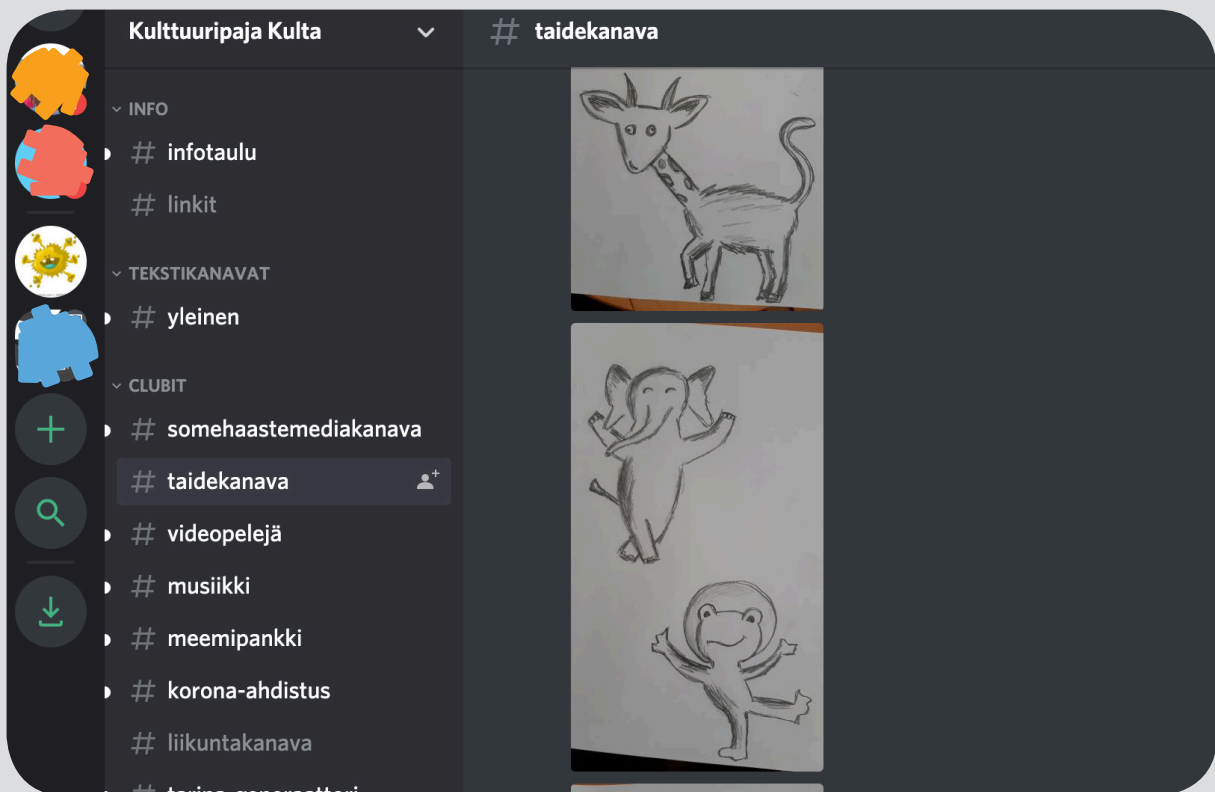 Kulttuuripaja Kulta
# taidekanava
INFO
# infotaulu
# linkit
TEKSTIKANAVAT
# yleinen
CLUBIT
# somehaastemediakanava
# taidekanava
# videopelejä
# musiikki
# meemipankki
# korona-ahdistus
# liikuntakanava